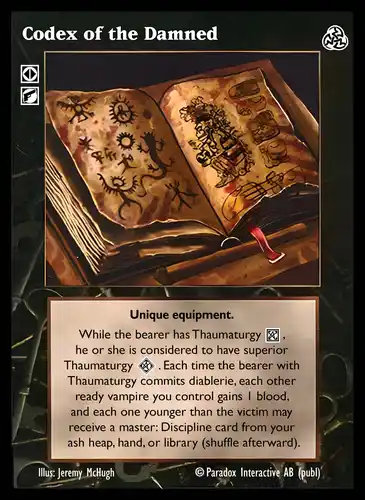 Codex of the Damned
Unique equipment.
While the bearer has Thaumaturgy ,
he or she is considered to have superior
Thaumaturgy . Each time the bearer with
Thaumaturgy commits diablerie, each other
ready vampire you control gains 1 blood,
and each one younger than the victim may
receive a master: Discipline card from your
ash heap, hand, or library (shuffle afterward).
Illus: Jeremy McHugh © Paradox Interactive AB (publ)